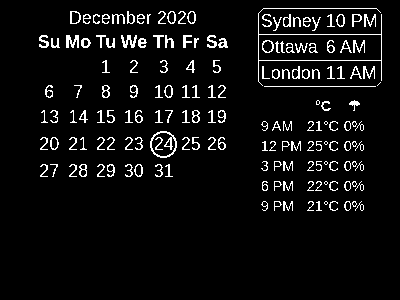 December 2020
Su Mo Tu We Th Fr Sa
1 2 3 4 5
6 7 8 9 10 11 12
13 14 15 16 17 18 19
20 21 22 23 24 25 26
27 28 29 30 31
Sydney 10 PM
Ottawa 6 AM
London 11 AM
°C
9 AM 21°C 0%
12 PM 25°C 0%
3 PM 25°C 0%
6 PM 22°C 0%
9 PM 21°C 0%